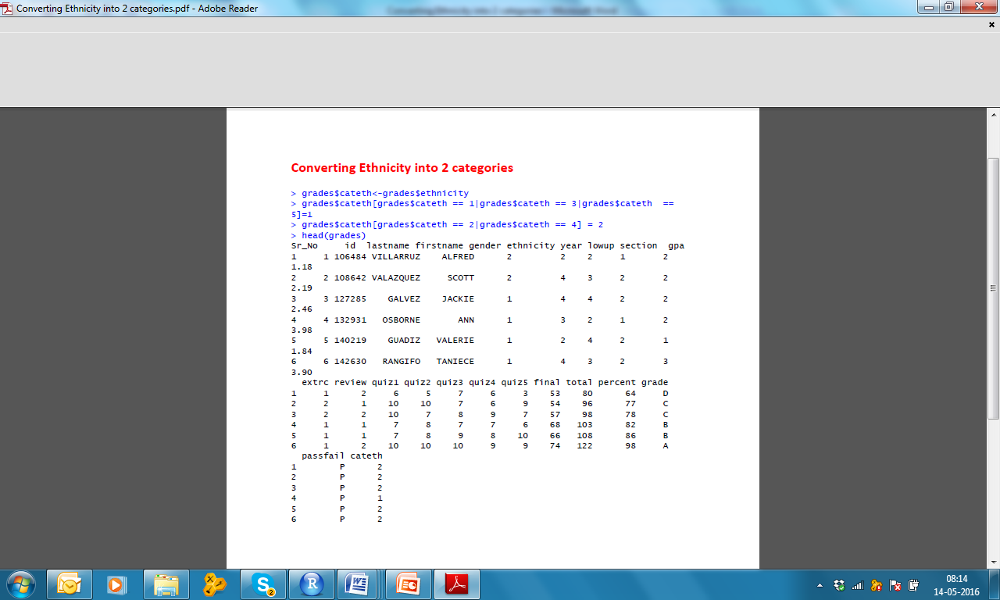 Converting Ethnicity into 2 categories.pdf - Adobe Reader
Converting Ethnicity into 2 categories
> grades$cateth<-grades$ethnicity
> grades$cateth[grades$cateth == 1|grades$cateth == 3|grades$cateth  ==
5]=1
> grades$cateth[grades$cateth == 2|grades$cateth == 4] = 2
> head(grades)
Sr_No     id  lastname firstname gender ethnicity year lowup section  gpa
1     1 106484 VILLARRUZ    ALFRED      2         2    2     1       2
1.18
2     2 108642 VALAZQUEZ     SCOTT      2         4    3     2       2
2.19
3     3 127285    GALVEZ    JACKIE      1         4    4     2       2
2.46
4     4 132931   OSBORNE       ANN      1         3    2     1       2
3.98
5     5 140219    GUADIZ   VALERIE      1         2    4     2       1
1.84
6     6 142630   RANGIFO   TANIECE      1         4    3     2       3
3.90
  extrc review quiz1 quiz2 quiz3 quiz4 quiz5 final total percent grade
1     1      2     6     5     7     6     3    53    80      64     D
2     2      1    10    10     7     6     9    54    96      77     C
3     2      2    10     7     8     9     7    57    98      78     C
4     1      1     7     8     7     7     6    68   103      82     B
5     1      1     7     8     9     8    10    66   108      86     B
6     1      2    10    10    10     9     9    74   122      98     A
  passfail cateth
1        P      2
2        P      2
3        P      2
4        P      1
5        P      2
6        P      2
08:14
14-05-2016